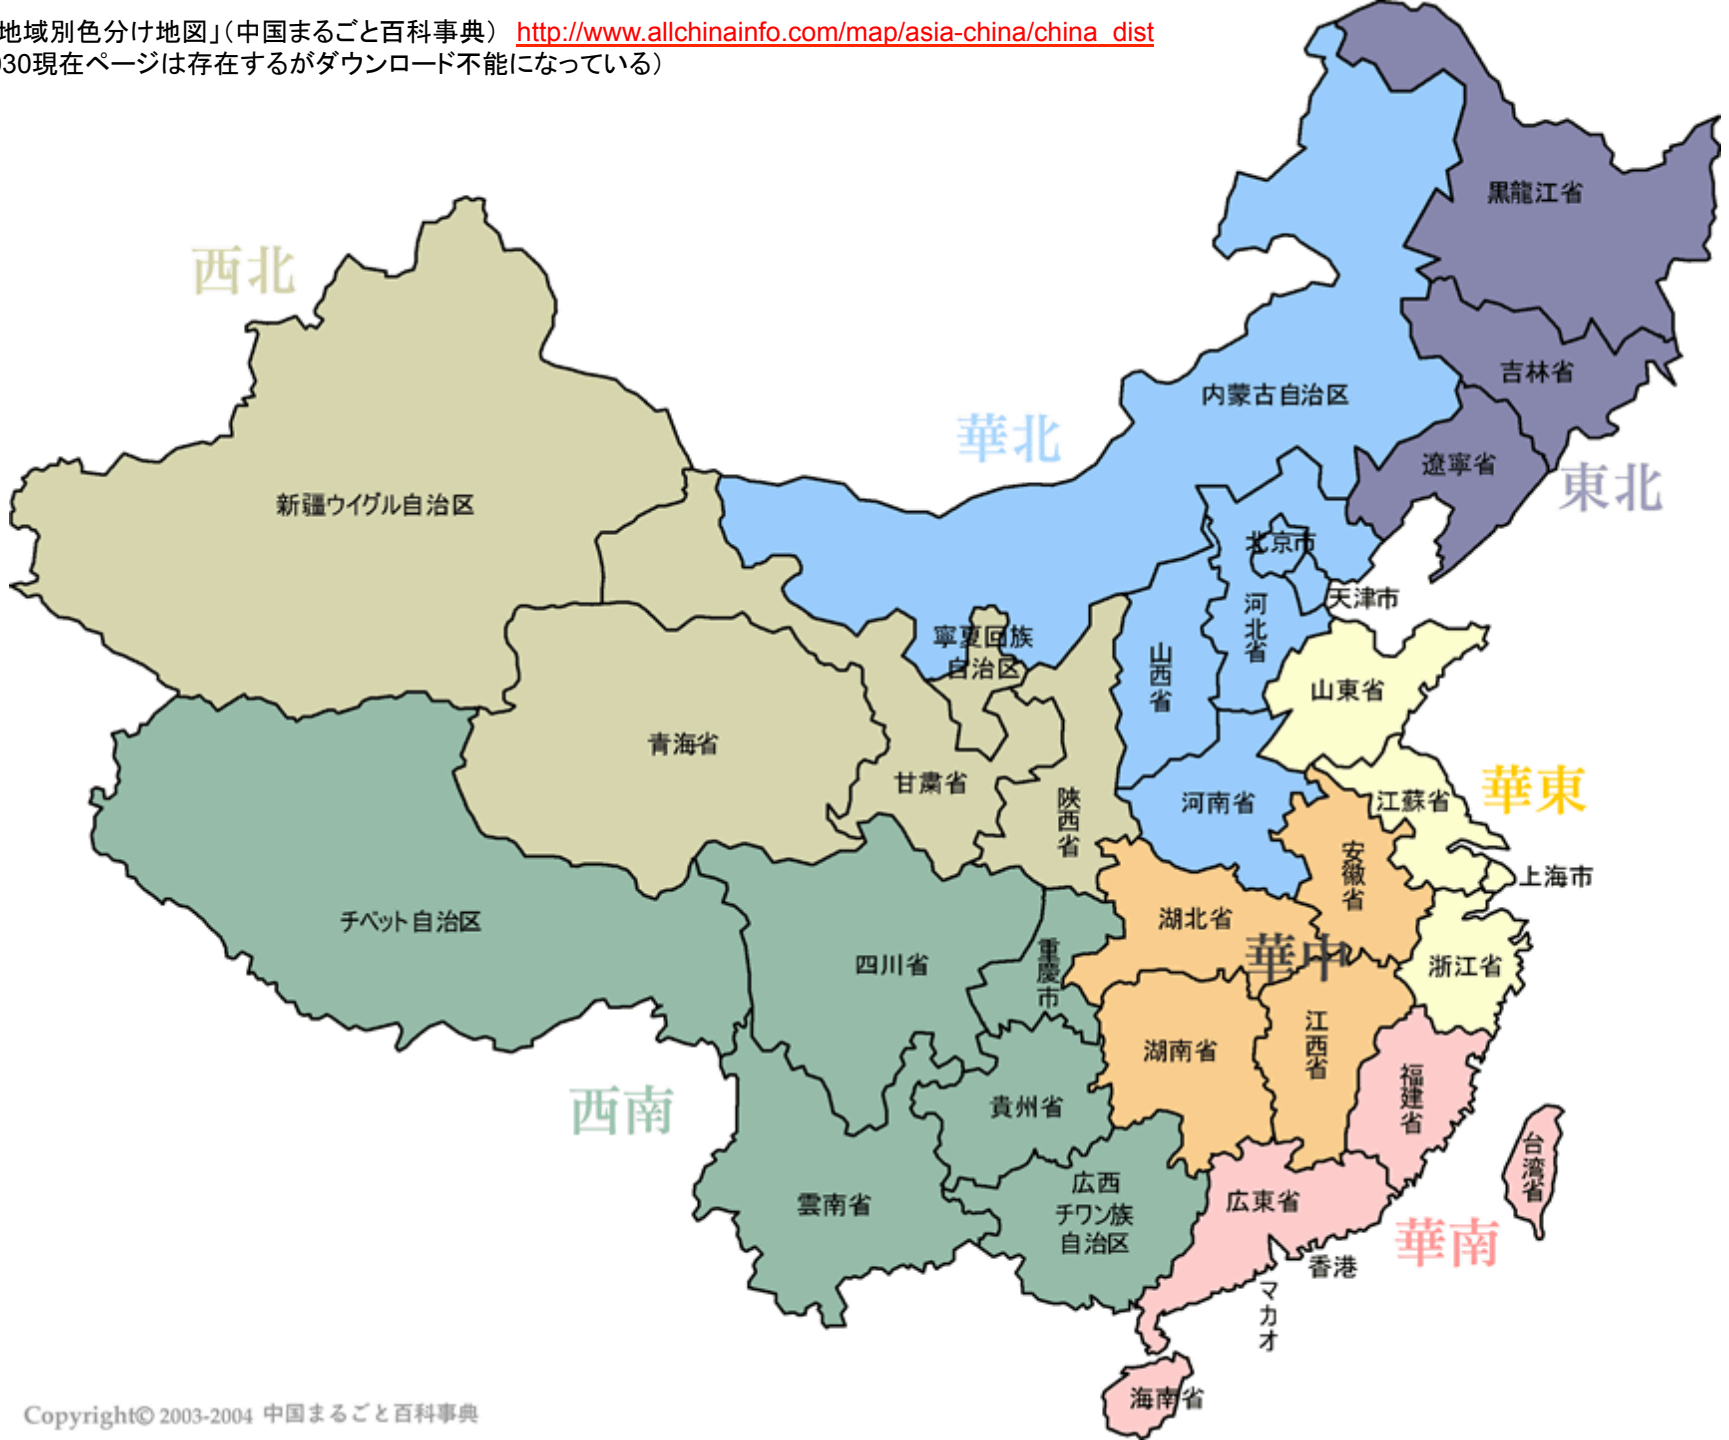 地域別色分け地図」(中国まるごと百科事典) http://www.allchinainfo.com/map/asia-china/china_dist
030現在ページは存在するがダウンロード不能になっている)
黒龍江省
西北
吉林省
内蒙古自治区
華北
遼寧省
東北
新疆ウイグル自治区
北京市
天津市
河北省
寧夏回族
自治区
山西省
山東省
青海省
甘粛省
陝西省
河南省
江蘇省
華東
安徽省
上海市
チベット自治区
湖北省
華中
四川省
重慶市
浙江省
湖南省
江西省
西南
貴州省
福建省
台湾省
雲南省
広西
チワン族
自治区
広東省
華南
香港
マカオ
海南省
Copyright© 2003-2004 中国まるごと百科事典